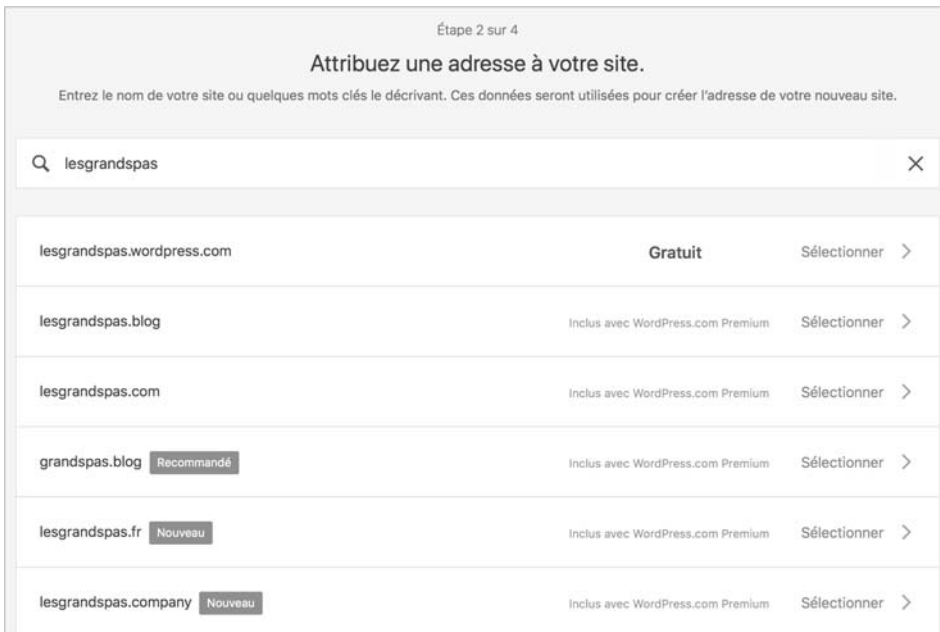 Étape 2 sur 4
Attribuez une adresse à votre site.
Entrez le nom de votre site ou quelques mots clés le décrivant. Ces données seront utilisées pour créer l'adresse de votre nouveau site.
lesgrandspas
lesgrandspas.wordpress.com Gratuit Sélectionner
lesgrandspas.blog Inclus avec WordPress.com Premium Sélectionner
lesgrandspas.com Inclus avec WordPress.com Premium Sélectionner
grandspas.blog Recommandé Inclus avec WordPress.com Premium Sélectionner
lesgrandspas.fr Nouveau Inclus avec WordPress.com Premium Sélectionner
lesgrandspas.company Nouveau Inclus avec WordPress.com Premium Sélectionner